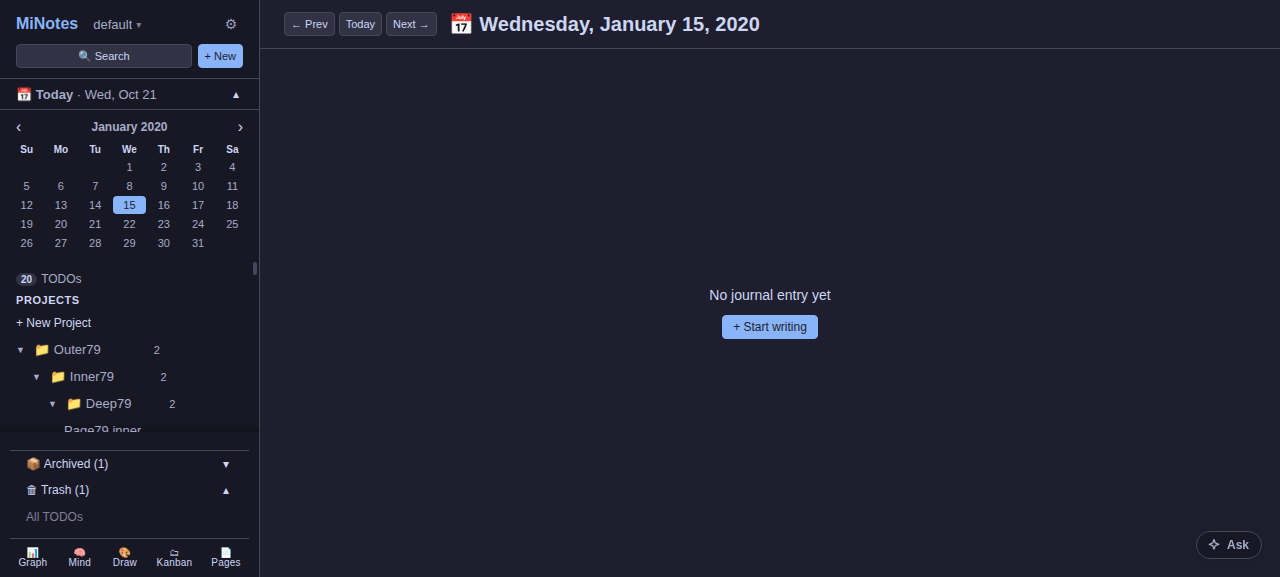 MiNotes default ▾ ⚙
🔍 Search + New
📅 Today · Wed, Oct 21 ▲
‹ January 2020 ›
Su Mo Tu We Th Fr Sa
1 2 3 4
5 6 7 8 9 10 11
12 13 14 15 16 17 18
19 20 21 22 23 24 25
26 27 28 29 30 31
20 TODOs
PROJECTS
+ New Project
▼ 📁 Outer79 2
▼ 📁 Inner79 2
▼ 📁 Deep79 2
Page79 inner
📦 Archived (1) ▼
🗑 Trash (1) ▲
All TODOs
📊 Graph 🧠 Mind 🎨 Draw 🗂 Kanban 📄 Pages
← Prev Today Next → 📅 Wednesday, January 15, 2020
No journal entry yet
+ Start writing
Ask